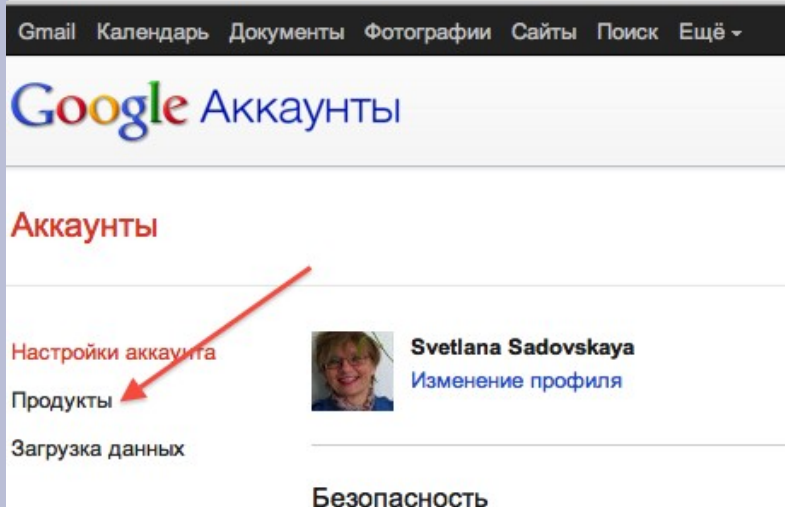 Gmail Календарь Документы Фотографии Сайты Поиск Ещё
Google Аккаунты
Аккаунты
Настройки аккаунта
Продукты
Загрузка данных
Svetlana Sadovskaya
Изменение профиля
Безопасность